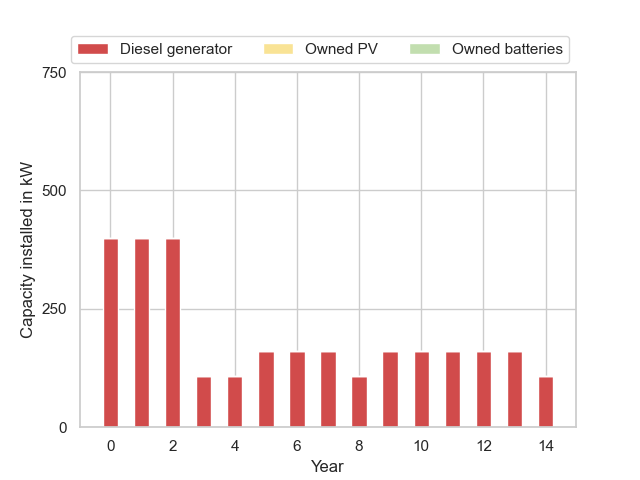 Diesel generator Owned PV Owned batteries
750
500
250
0
Capacity installed in kW
0 2 4 6 8 10 12 14
Year